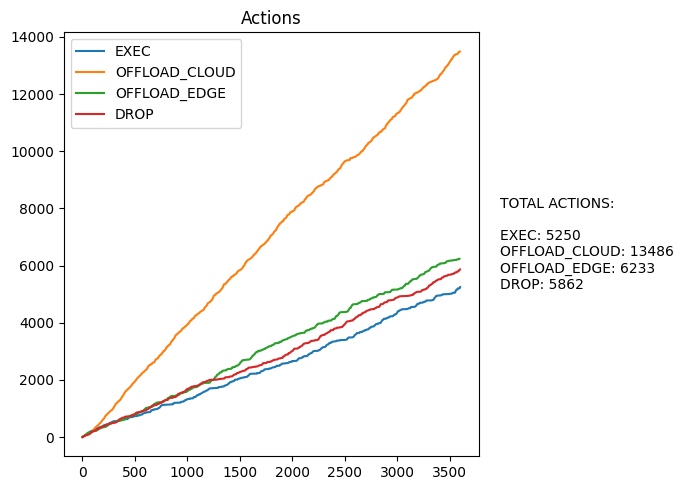 Actions
14000
12000
10000
8000
6000
4000
2000
0
EXEC
OFFLOAD_CLOUD
OFFLOAD_EDGE
DROP
0 500 1000 1500 2000 2500 3000 3500
TOTAL ACTIONS:
EXEC: 5250
OFFLOAD_CLOUD: 13486
OFFLOAD_EDGE: 6233
DROP: 5862